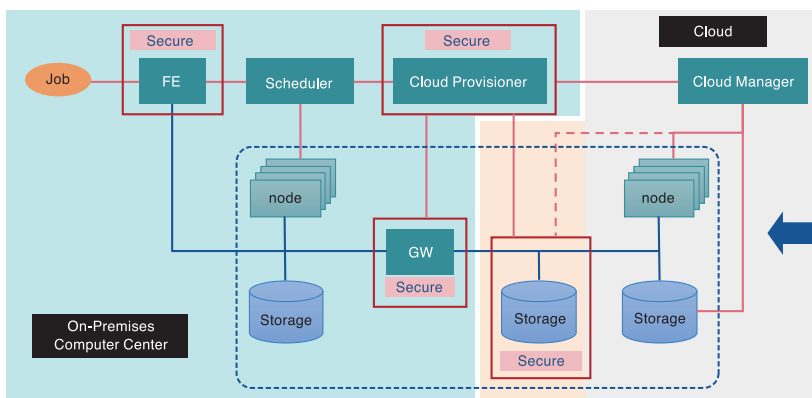 Secure
Secure
Cloud
Job
FE
Scheduler
Cloud Provisioner
Cloud Manager
node
node
GW
Secure
Storage
Storage
Storage
On-Premises
Computer Center
Secure